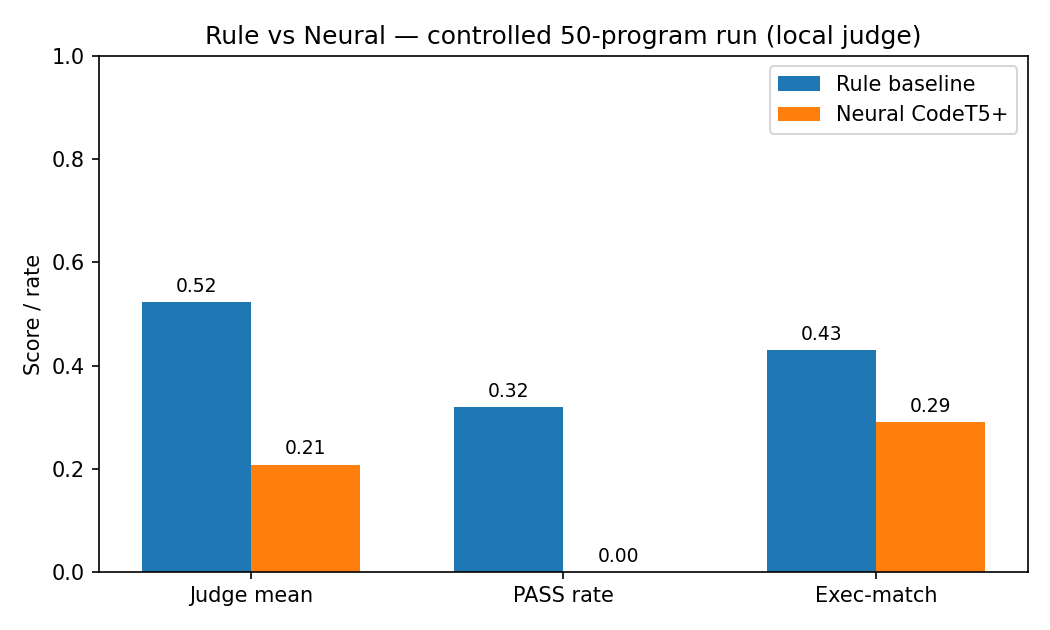 Rule vs Neural — controlled 50-program run (local judge)
Rule baseline
Neural CodeT5+
Score / rate
1.0
0.8
0.6
0.4
0.2
0.0
0.52
0.21
0.32
0.00
0.43
0.29
Judge mean
PASS rate
Exec-match